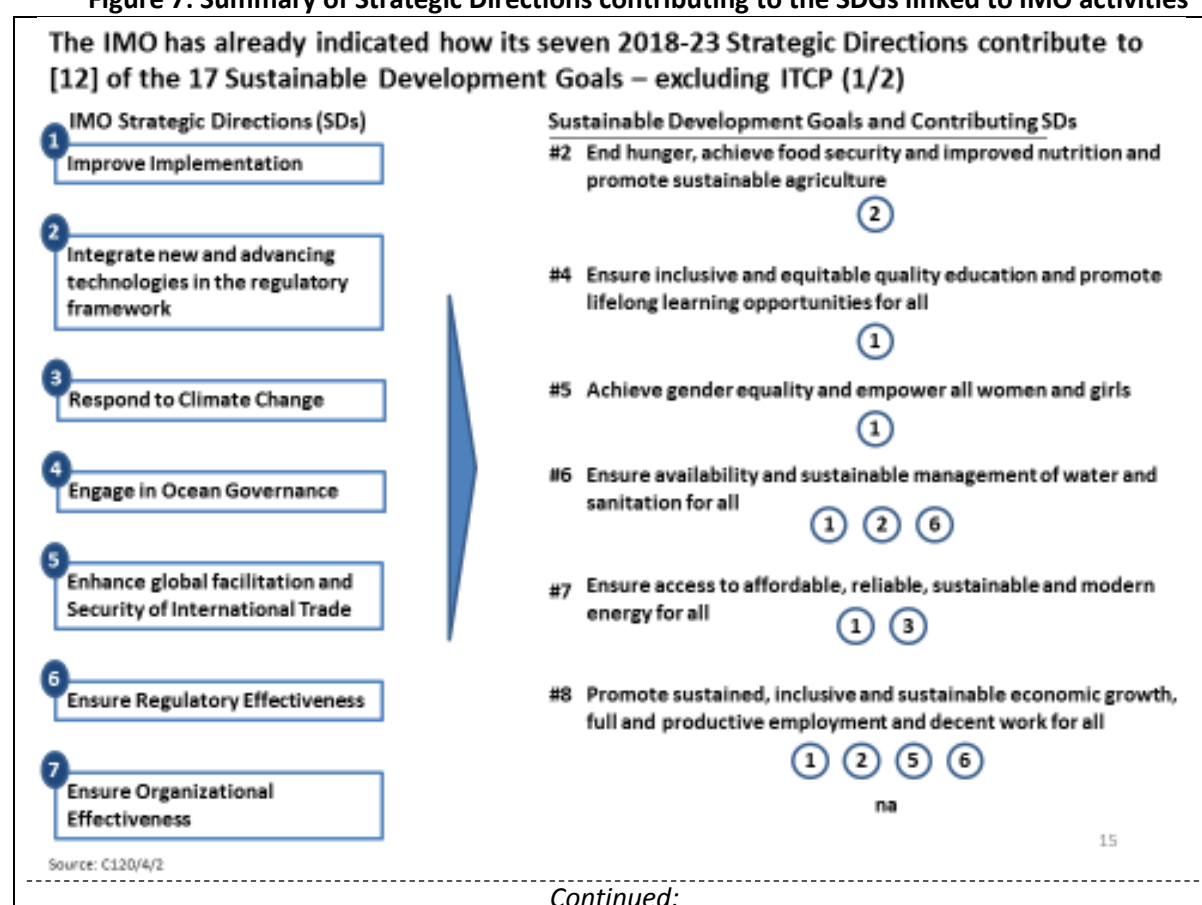 Figure 7: Summary of Strategic Directions contributing to the SDGs linked to IMO activities
The IMO has already indicated how its seven 2018-23 Strategic Directions contribute to
[12] of the 17 Sustainable Development Goals – excluding ITCP (1/2)
IMO Strategic Directions (SDs)
1
Improve Implementation
2
Integrate new and advancing
technologies in the regulatory
framework
3
Respond to Climate Change
4
Engage in Ocean Governance
5
Enhance global facilitation and
Security of International Trade
6
Ensure Regulatory Effectiveness
7
Ensure Organizational
Effectiveness
Sustainable Development Goals and Contributing SDs
#2 End hunger, achieve food security and improved nutrition and
promote sustainable agriculture
2
#4 Ensure inclusive and equitable quality education and promote
lifelong learning opportunities for all
1
#5 Achieve gender equality and empower all women and girls
1
#6 Ensure availability and sustainable management of water and
sanitation for all
1 2 6
#7 Ensure access to affordable, reliable, sustainable and modern
energy for all
1 3
#8 Promote sustained, inclusive and sustainable economic growth,
full and productive employment and decent work for all
1 2 5 6
na
15
Source: C120/4/2
Continued: